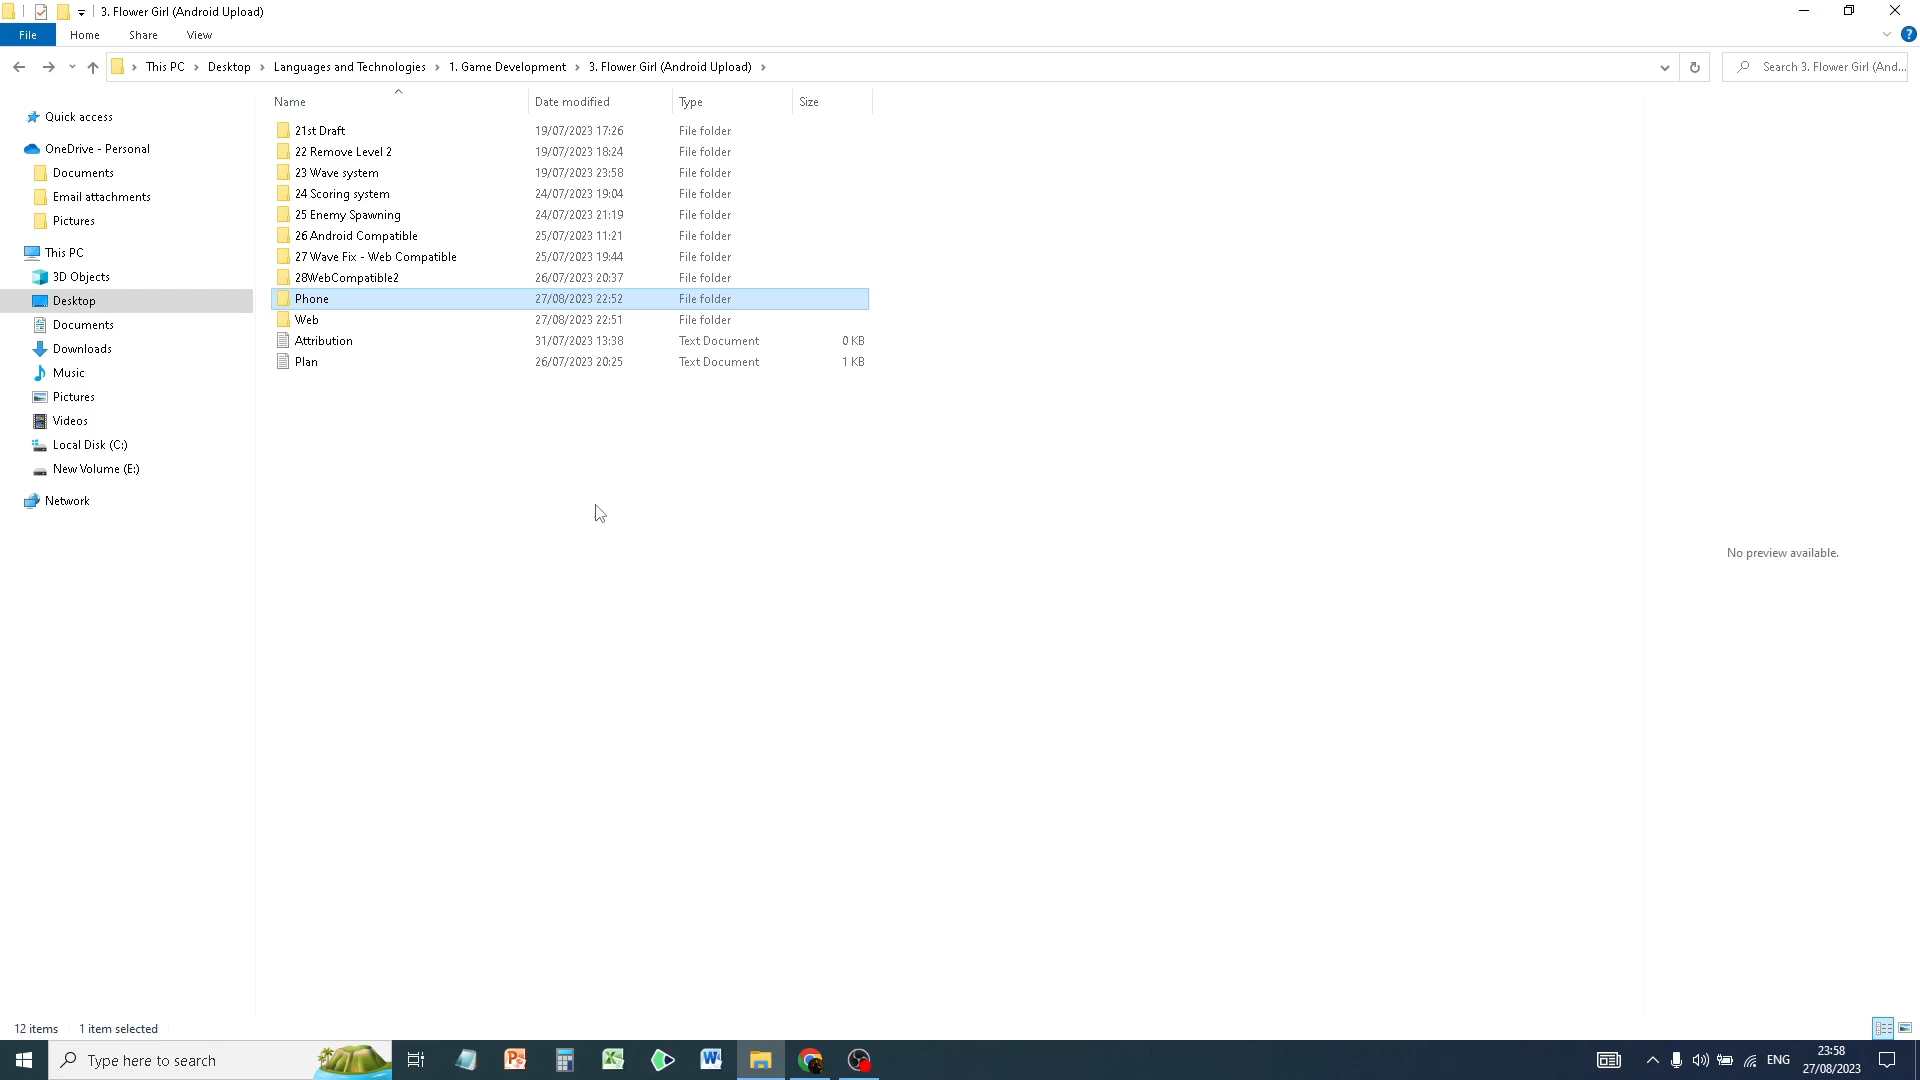 3. Flower Girl (Android Upload)
File Home Share View
This PC Desktop Languages and Technologies 1. Game Development 3. Flower Girl (Android Upload) Search 3. Flower Girl (And...
Name Date modified Type Size
Quick access
OneDrive - Personal
Documents
Email attachments
Pictures
This PC
3D Objects
Desktop
Documents
Downloads
Music
Pictures
Videos
Local Disk (C:)
New Volume (E:)
Network
21st Draft 19/07/2023 17:26 File folder
22 Remove Level 2 19/07/2023 18:24 File folder
23 Wave system 19/07/2023 23:58 File folder
24 Scoring system 24/07/2023 19:04 File folder
25 Enemy Spawning 24/07/2023 21:19 File folder
26 Android Compatible 25/07/2023 11:21 File folder
27 Wave Fix - Web Compatible 25/07/2023 19:44 File folder
28WebCompatible2 26/07/2023 20:37 File folder
Phone 27/08/2023 22:52 File folder
Web 27/08/2023 22:51 File folder
Attribution 31/07/2023 13:38 Text Document 0 KB
Plan 26/07/2023 20:25 Text Document 1 KB
No preview available.
12 items 1 item selected
Type here to search
ENG
23:58
27/08/2023